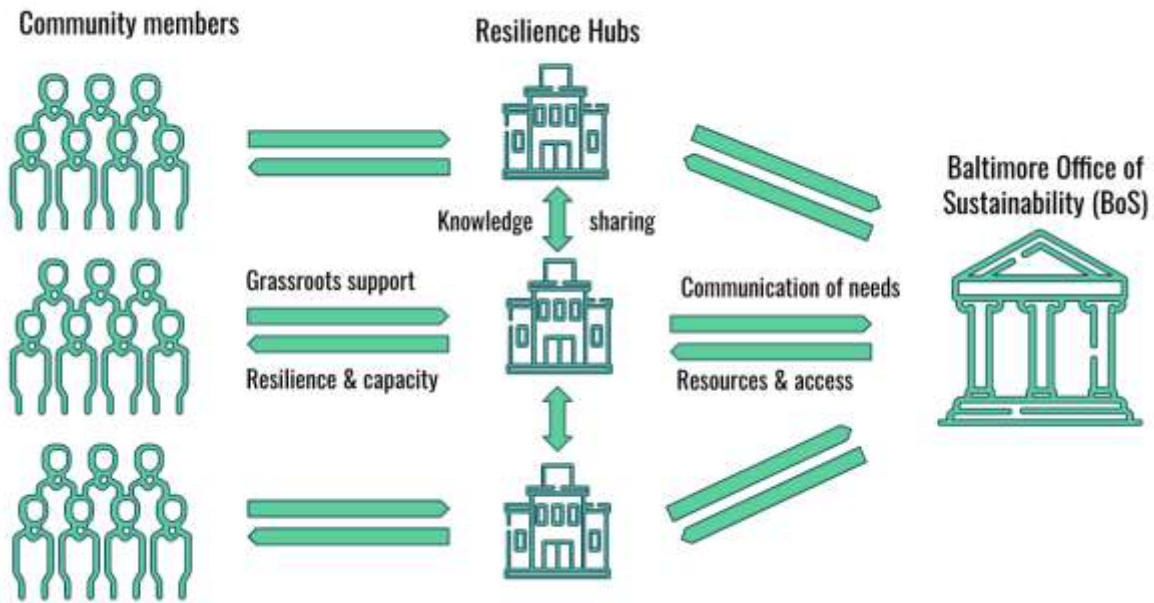 Community members
Resilience Hubs
Baltimore Office of
Sustainability (BoS)
Knowledge sharing
Grassroots support
Communication of needs
Resilience & capacity
Resources & access